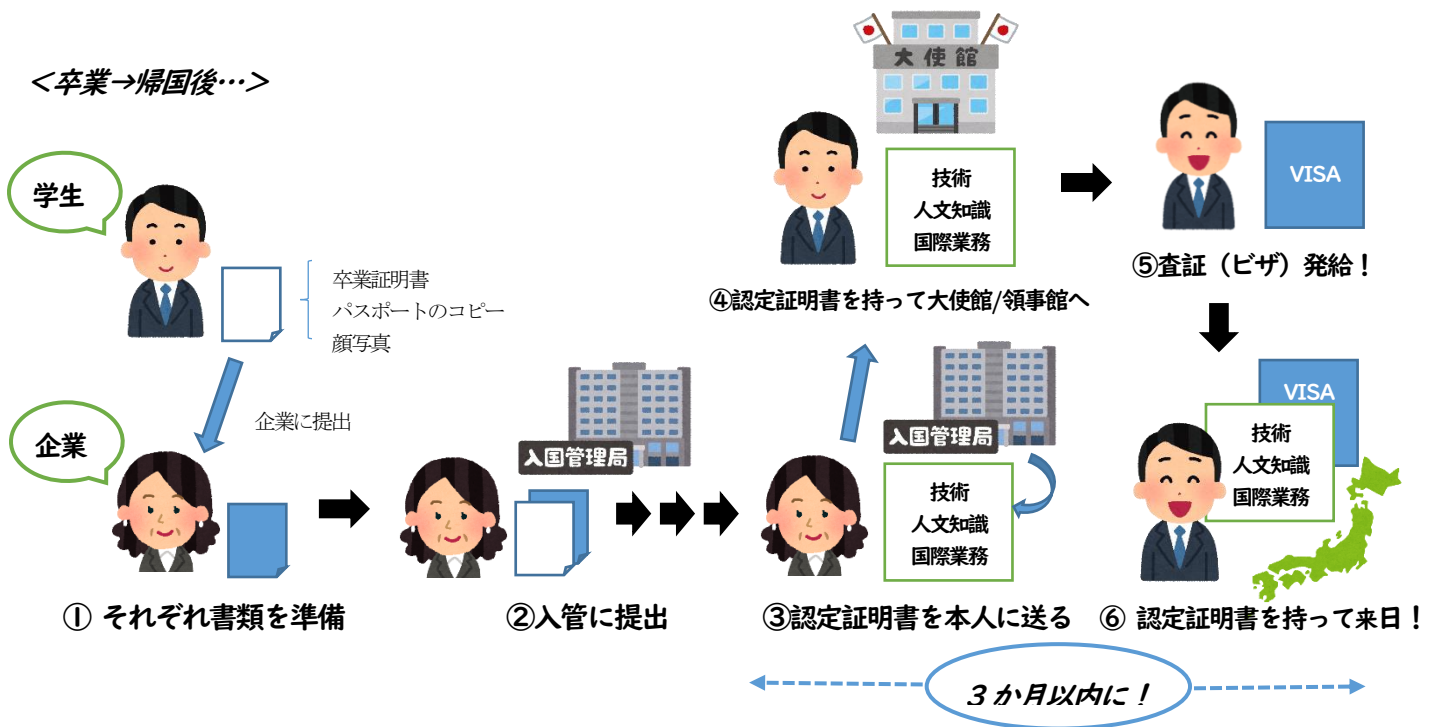 <卒業→帰国後…>
学生
卒業証明書
パスポートのコピー
顔写真
企業に提出
企業
① それぞれ書類を準備
入国管理局
②入管に提出
入国管理局
技術
人文知識
国際業務
③認定証明書を本人に送る
大使館
技術
人文知識
国際業務
④認定証明書を持って大使館/領事館へ
VISA
⑤査証（ビザ）発給！
VISA
技術
人文知識
国際業務
⑥ 認定証明書を持って来日！
３か月以内に！